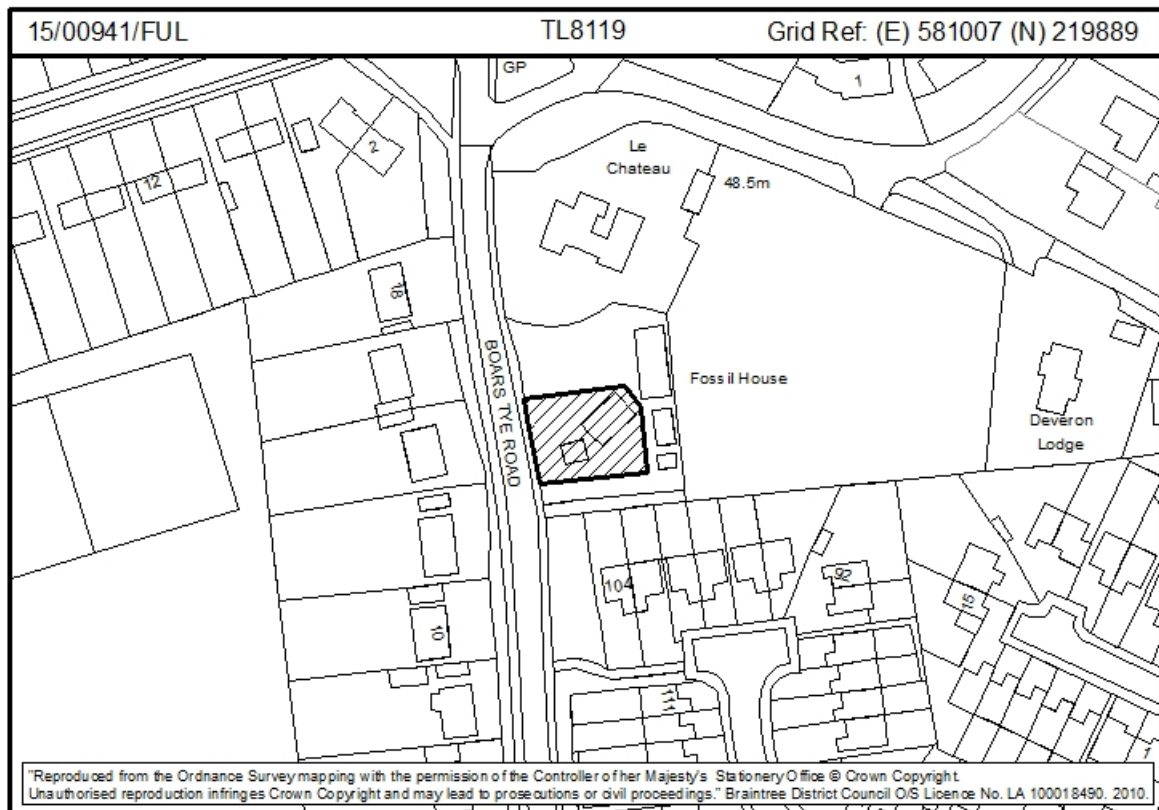 15/00941/FUL TL8119 Grid Ref: (E) 581007 (N) 219889
GP
1
2
Le
Chateau
48.5m
12
18
BOARS TYE ROAD
Fossil House
Deveron
Lodge
104
92
15
10
111
1
"Reproduced from the Ordnance Survey mapping with the permission of the Controller of her Majesty's Stationery Office © Crown Copyright.
Unauthorised reproduction infringes Crown Copyright and may lead to prosecutions or civil proceedings." Braintree District Council O/S Licence No. LA 100018490. 2010.